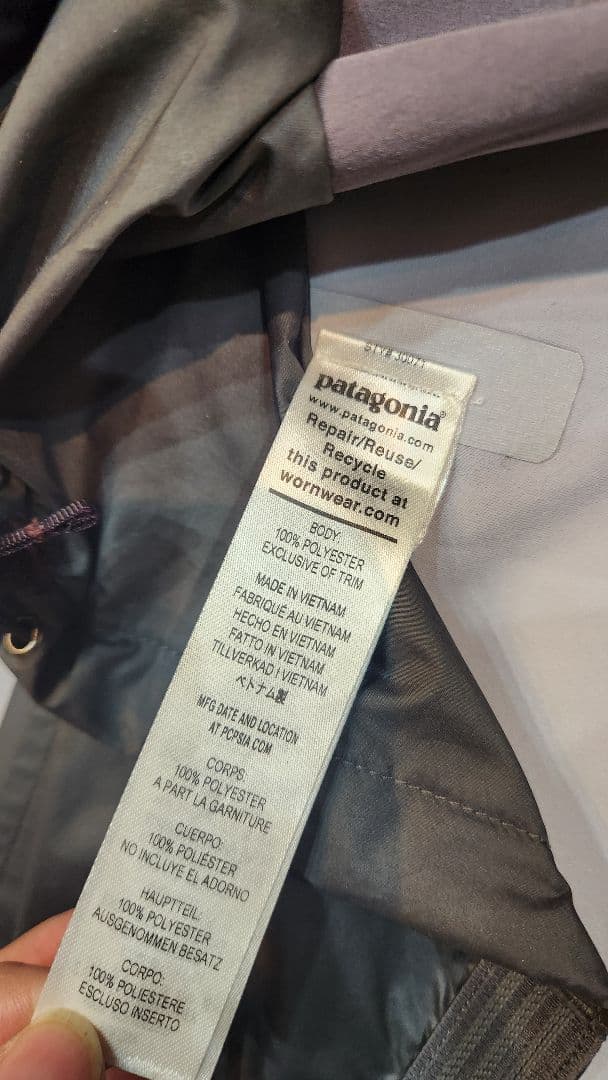 STY# 30071
patagonia®
www.patagonia.com
Repair/Reuse/
Recycle
this product at
wornwear.com
BODY:
100% POLYESTER
EXCLUSIVE OF TRIM
MADE IN VIETNAM
FABRIQUÉ AU VIETNAM
HECHO EN VIETNAM
FATTO IN VIETNAM
TILLVERKAD I VIETNAM
ベトナム製
MFG DATE AND LOCATION
AT PCPSIA.COM
CORPS:
100% POLYESTER
A PART LA GARNITURE
CUERPO:
100% POLIÉSTER
NO INCLUYE EL ADORNO
HAUPTTEIL:
100% POLYESTER
AUSGENOMMEN BESATZ
CORPO:
100% POLIESTERE
ESCLUSO INSERTO